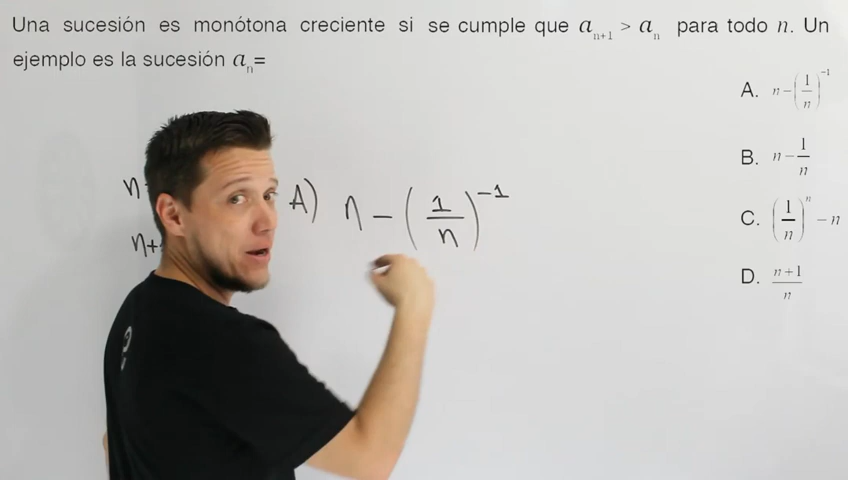 Una sucesión es monótona creciente si se cumple que aₙ₊₁ > aₙ para todo n. Un
ejemplo es la sucesión aₙ=
A. n−(1/n)⁻¹
B. n−1/n
C. (1/n)ⁿ−n
D. n+1/n
n
n+
A) n − (1/n)⁻¹